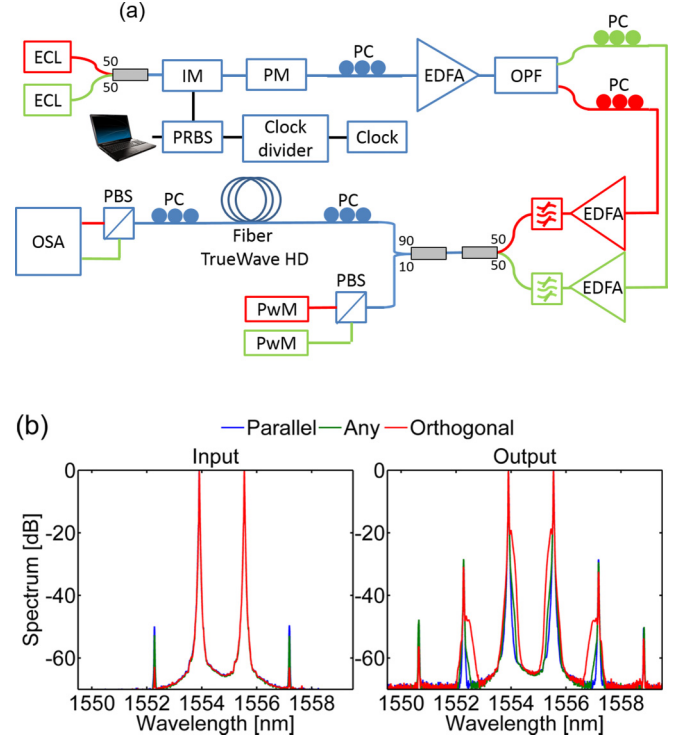 (a)
ECL
50
50
ECL
IM
PM
PC
EDFA
OPF
PC
PC
PRBS
Clock
divider
Clock
OSA
PBS
PC
Fiber
TrueWave HD
PC
90
10
50
50
EDFA
EDFA
PBS
PwM
PwM
(b)
Parallel Any Orthogonal
Input
Output
Spectrum [dB]
0
-20
-40
-60
1550 1552 1554 1556 1558
Wavelength [nm]
0
-20
-40
-60
1550 1552 1554 1556 1558
Wavelength [nm]